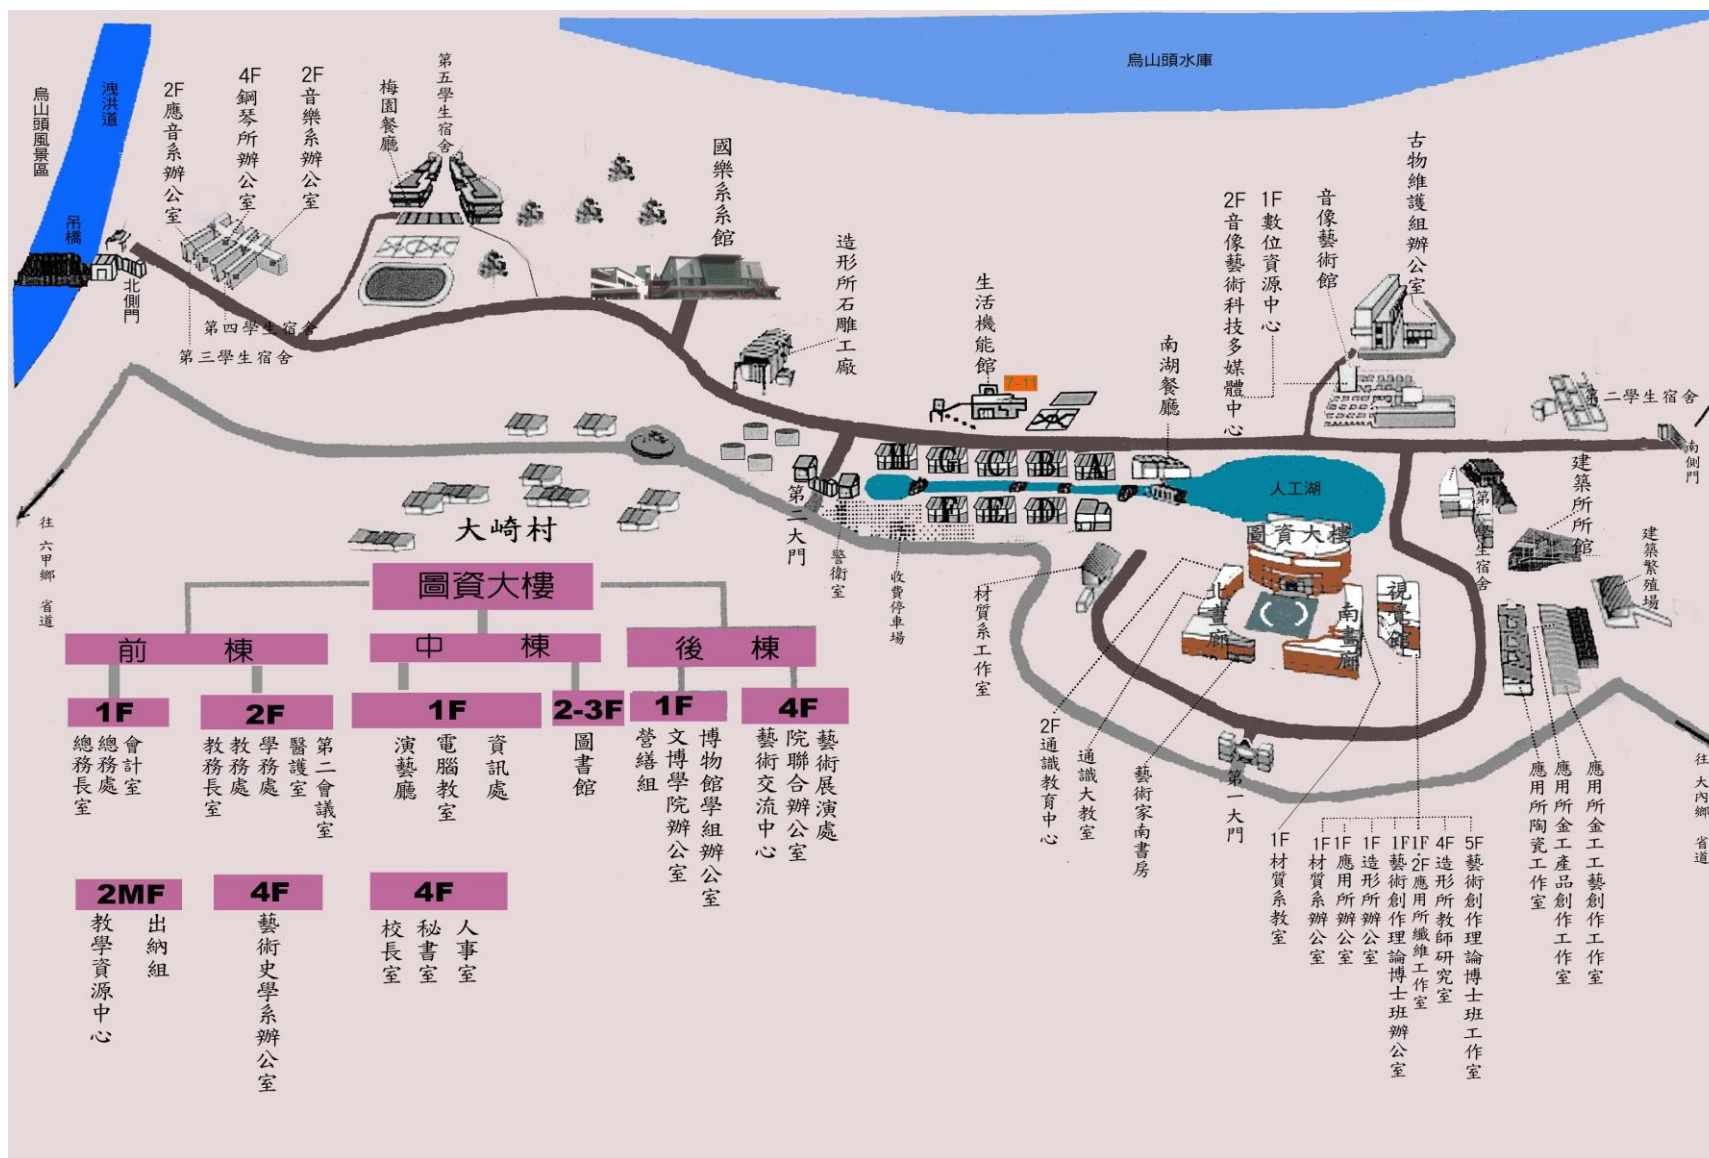 烏山頭水庫
烏山頭風景區
洩洪道
吊橋
北側門
2F應音系辦公室
4F鋼琴所辦公室
2F音樂系辦公室
第四學生宿舍
第三學生宿舍
梅園餐廳
第五學生宿舍
國樂系系館
造形所石雕工廠
生活機能館
7-11
南湖餐廳
2F音像藝術科技多媒體中心
1F數位資源中心
音像藝術館
古物維護組辦公室
第二學生宿舍
南側門
H
G
C
B
A
F
E
D
人工湖
第二大門
警衛室
收費停車場
大崎村
往 六甲鄉 省道
圖資大樓
北畫廊
南畫廊
視覺館
第一學生宿舍
建築所所館
建築繁殖場
材質系工作室
2F通識教育中心
通識大教室
藝術家南書房
第一大門
1F材質系教室
1F材質系辦公室
1F應用所辦公室
1F造形所辦公室
1F藝術創作理論博士班辦公室
1F.2F應用所纖維工作室
4F造形所教師研究室
5F藝術創作理論博士班工作室
應用所陶瓷工作室
應用所金工產品創作工作室
應用所金工工藝創作工作室
往 大內鄉 省道
圖資大樓
前 棟
中 棟
後 棟
1F
總務長室
總務處
會計室
2F
教務長室
教務處
學務處
醫護室
第二會議室
1F
演藝廳
電腦教室
資訊處
2-3F
圖書館
1F
營繕組
文博學院辦公室
博物館學組辦公室
4F
藝術交流中心
院聯合辦公室
藝術展演處
2MF
教學資源中心
出納組
4F
藝術史學系辦公室
4F
校長室
秘書室
人事室